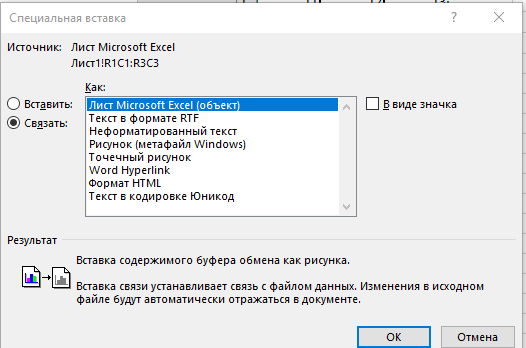 Специальная вставка
Источник: Лист Microsoft Excel
Лист1!R1C1:R3C3
Как:
Вставить:
Связать:
Лист Microsoft Excel (объект)
Текст в формате RTF
Неформатированный текст
Рисунок (метафайл Windows)
Точечный рисунок
Word Hyperlink
Формат HTML
Текст в кодировке Юникод
В виде значка
Результат
Вставка содержимого буфера обмена как рисунка.
Вставка связи устанавливает связь с файлом данных. Изменения в исходном
файле будут автоматически отражаться в документе.
ОК
Отмена